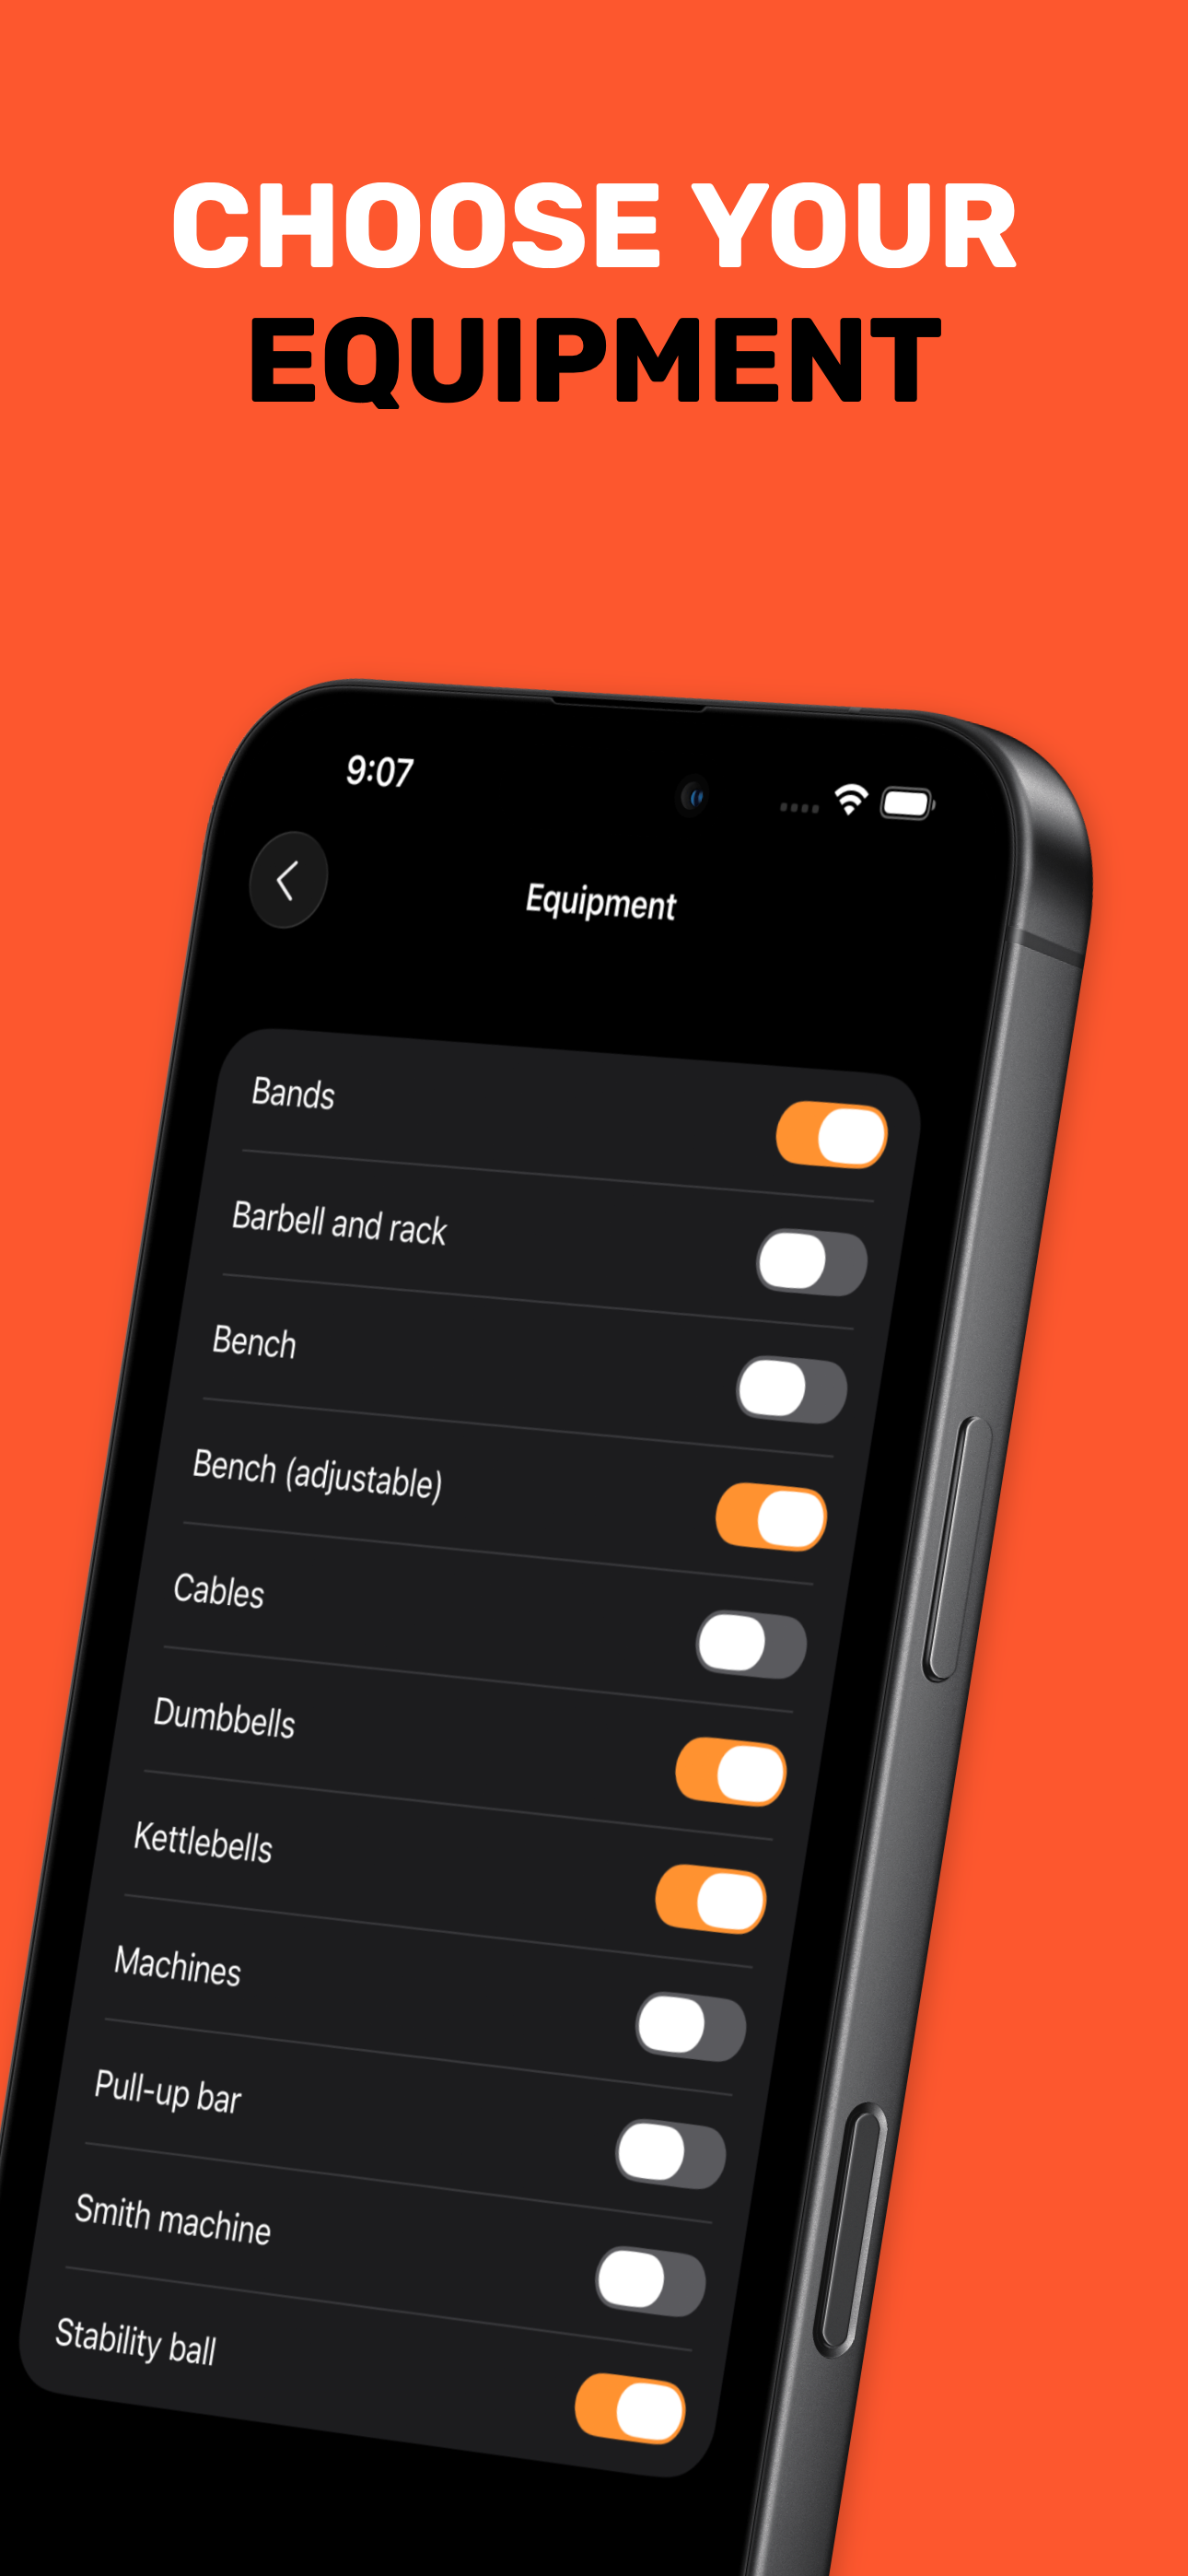 CHOOSE YOUR
EQUIPMENT
9:07
Equipment
Bands
Barbell and rack
Bench
Bench (adjustable)
Cables
Dumbbells
Kettlebells
Machines
Pull-up bar
Smith machine
Stability ball